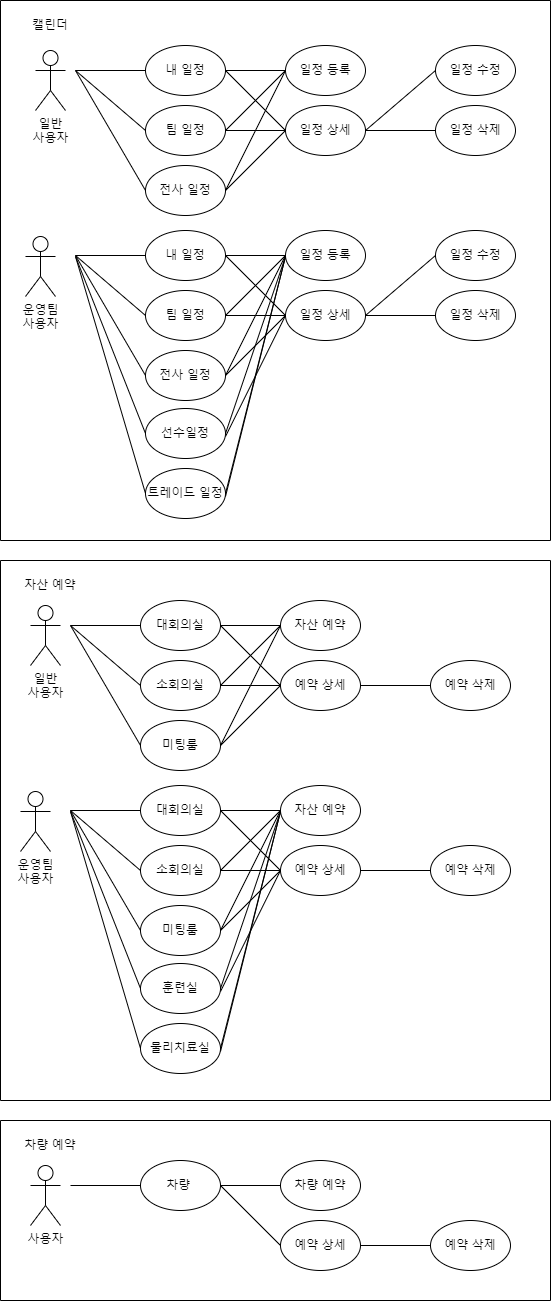 캘린더
내 일정
일정 등록
일정 수정
일반
사용자
팀 일정
일정 상세
일정 삭제
전사 일정
내 일정
일정 등록
일정 수정
운영팀
사용자
팀 일정
일정 상세
일정 삭제
전사 일정
선수일정
트레이드 일정
자산 예약
대회의실
자산 예약
일반
사용자
소회의실
예약 상세
예약 삭제
미팅룸
대회의실
자산 예약
운영팀
사용자
소회의실
예약 상세
예약 삭제
미팅룸
훈련실
물리치료실
차량 예약
차량
차량 예약
사용자
예약 상세
예약 삭제